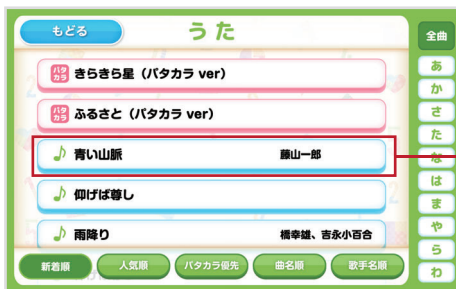 もどる
うた
全曲
パタカラ きらきら星（パタカラ ver）
パタカラ ふるさと（パタカラ ver）
青い山脈 藤山一郎
仰げば尊し
雨降り 橋幸雄、吉永小百合
新着順 人気順 パタカラ優先 曲名順 歌手名順
あ
か
さ
た
な
は
ま
や
ら
わ